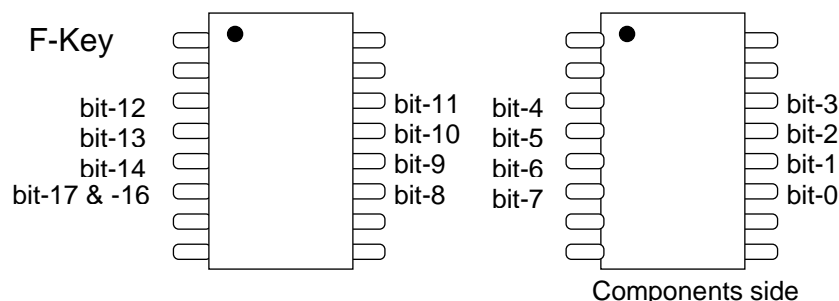 F-Key
bit-12
bit-13
bit-14
bit-17 & -16
bit-11
bit-10
bit-9
bit-8
bit-4
bit-5
bit-6
bit-7
bit-3
bit-2
bit-1
bit-0
Components side